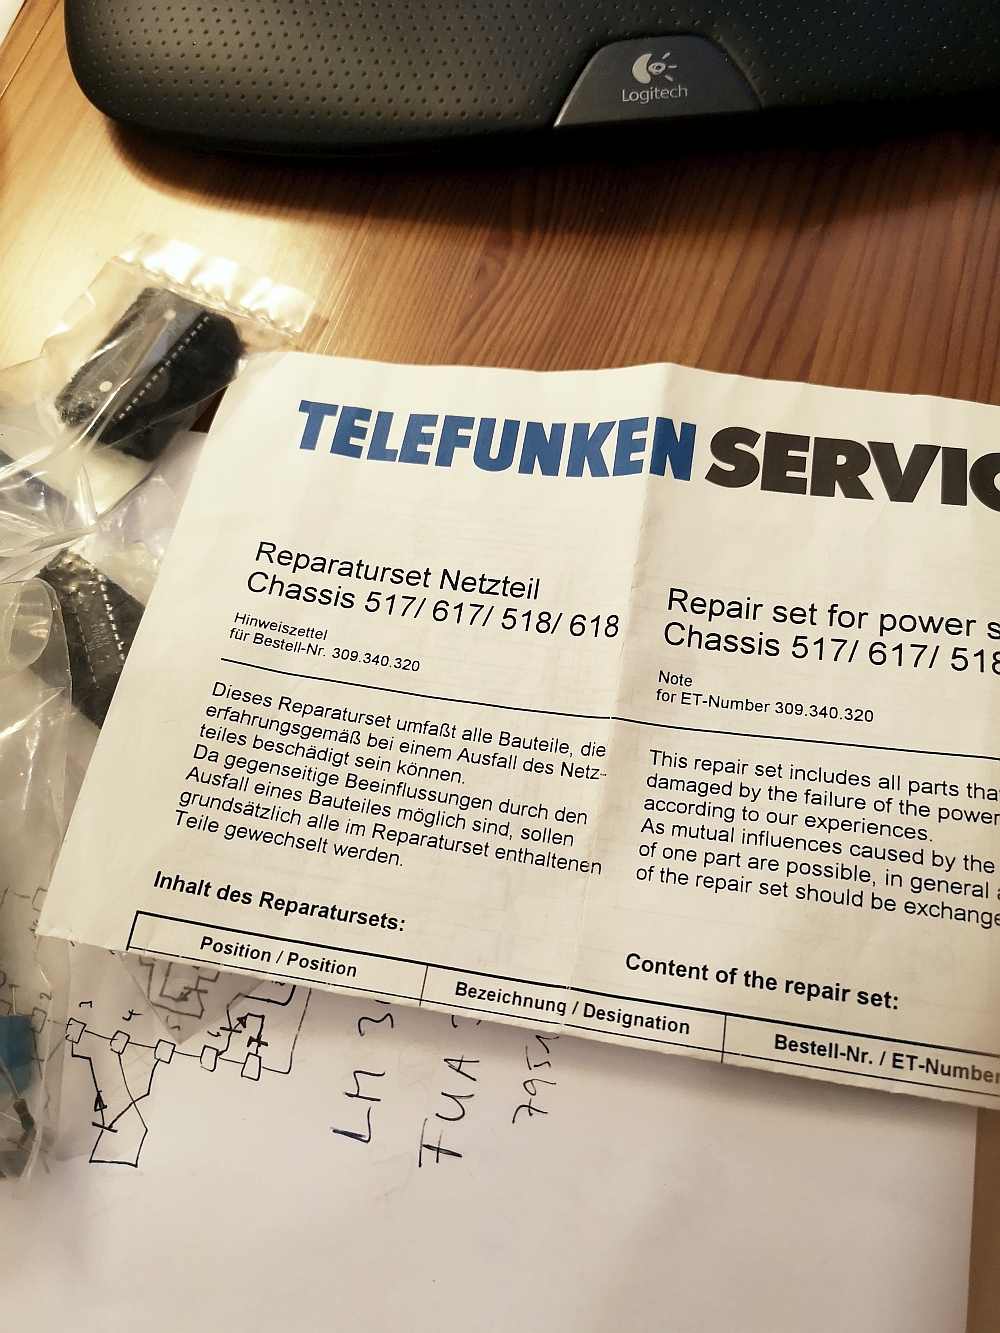 Logitech
TELEFUNKEN
Reparaturset Netzteil
Chassis 517/ 617/ 518/ 618
Hinweiszettel
für Bestell-Nr. 309.340.320
Dieses Reparaturset umfaßt alle Bauteile, die
erfahrungsgemäß bei einem Ausfall des Netz-
teiles beschädigt sein können.
Da gegenseitige Beeinflussungen durch den
Ausfall eines Bauteiles möglich sind, sollen
grundsätzlich alle im Reparaturset enthaltenen
Teile gewechselt werden.
Inhalt des Reparatursets:
Repair set for power
Chassis 517/ 617/
Note
for ET-Number 309.340.320
This repair set includes all parts
damaged by the failure of the power
according to our experiences.
As mutual influences caused by the
of one part are possible, in general
of the repair set should be
Content of the repair set:
Position / Position
Bezeichnung / Designation
Bestell-Nr. / ET-Number
LM
TUA